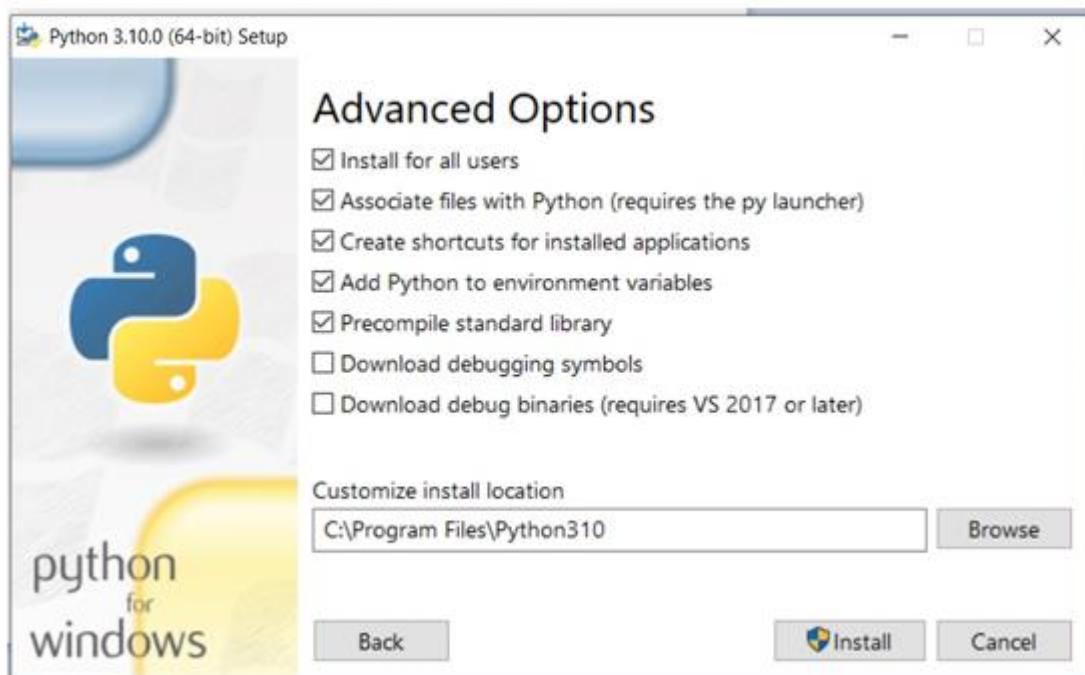 Python 3.10.0 (64-bit) Setup
Advanced Options
Install for all users
Associate files with Python (requires the py launcher)
Create shortcuts for installed applications
Add Python to environment variables
Precompile standard library
Download debugging symbols
Download debug binaries (requires VS 2017 or later)
Customize install location
C:\Program Files\Python310
Browse
python
for
windows
Back
Install
Cancel